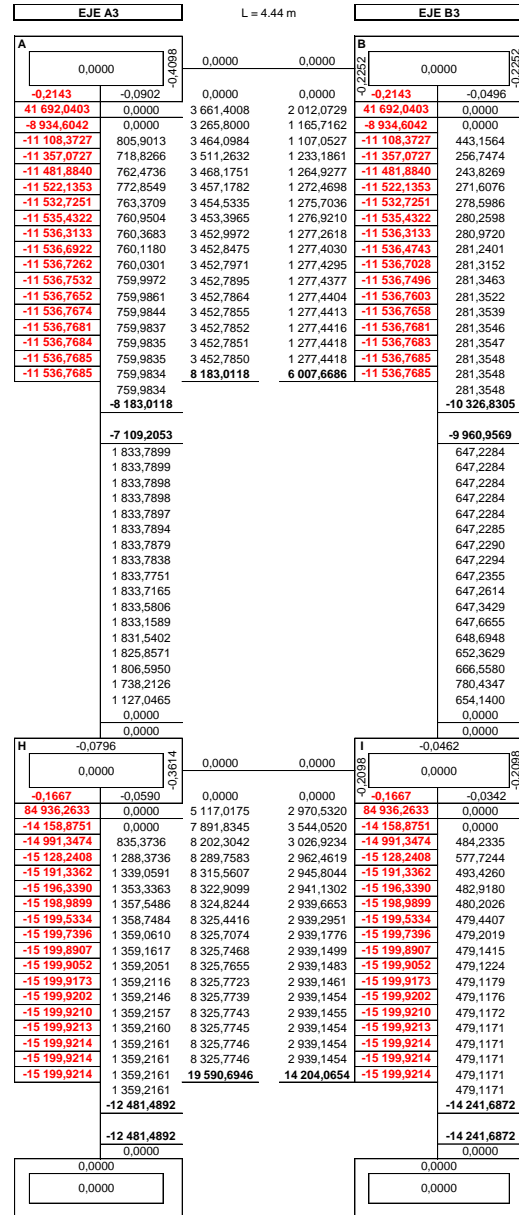 EJE A3 L = 4.44 m EJE B3
A B
0,0000 0,0000
0,0000 -0,4098 -0,2252 0,0000 -0,2252
-0,2143 -0,0902 0,0000 0,0000 -0,2143 -0,0496
41 692,0403 0,0000 3 661,4008 2 012,0729 41 692,0403 0,0000
-8 934,6042 0,0000 3 265,8000 1 165,7162 -8 934,6042
-11 108,3727 805,9013 3 464,0984 1 107,0527 -11 108,3727 443,1564
-11 357,0727 718,8266 3 511,2632 1 233,1861 -11 357,0727 256,7474
-11 481,8840 762,4736 3 468,1751 1 264,9277 -11 481,8840 243,8269
-11 522,1353 772,8549 3 457,1782 1 272,4698 -11 522,1353 271,6076
-11 532,7251 763,3709 3 454,5335 1 275,7036 -11 532,7251 278,5986
-11 535,4322 760,9504 3 453,3965 1 276,9210 -11 535,4322 280,2598
-11 536,3133 760,3683 3 452,9972 1 277,2618 -11 536,3133 280,9720
-11 536,6922 760,1180 3 452,8475 1 277,4030 -11 536,4743 281,2401
-11 536,7262 760,0301 3 452,7971 1 277,4295 -11 536,7028 281,3152
-11 536,7532 759,9972 3 452,7895 1 277,4377 -11 536,7496 281,3463
-11 536,7652 759,9861 3 452,7864 1 277,4404 -11 536,7603 281,3522
-11 536,7674 759,9844 3 452,7855 1 277,4413 -11 536,7658 281,3539
-11 536,7681 759,9837 3 452,7852 1 277,4416 -11 536,7681 281,3546
-11 536,7684 759,9835 3 452,7851 1 277,4418 -11 536,7683 281,3547
-11 536,7685 759,9835 3 452,7850 1 277,4418 -11 536,7685 281,3548
-11 536,7685 759,9834 8 183,0118 6 007,6686 -11 536,7685 281,3548
759,9834 281,3548
-8 183,0118 -10 326,8305
-7 109,2053 -9 960,9569
1 833,7899 647,2284
1 833,7899 647,2284
1 833,7898 647,2284
1 833,7898 647,2284
1 833,7897 647,2284
1 833,7894 647,2285
1 833,7879 647,2290
1 833,7838 647,2294
1 833,7751 647,2355
1 833,7165 647,2614
1 833,5806 647,3429
1 833,1589 647,6655
1 831,5402 648,6948
1 825,8571 652,3629
1 806,5950 666,5580
1 738,2126 780,4347
1 127,0465 654,1400
0,0000 0,0000
0,0000 0,0000
H -0,0796 I -0,0462
0,0000 0,0000
0,0000 -0,3614 -0,2098 0,0000 -0,2098
-0,1667 -0,0590 0,0000 0,0000 -0,1667 -0,0342
84 936,2633 0,0000 5 117,0175 2 970,5320 84 936,2633 0,0000
-14 158,8751 0,0000 7 891,8345 3 544,0520 -14 158,8751
-14 991,3474 835,3736 8 202,3042 3 026,9234 -14 991,3474 484,2335
-15 128,2408 1 288,3736 8 289,7583 2 962,4619 -15 128,2408 577,7244
-15 191,3362 1 339,0591 8 315,5607 2 945,8044 -15 191,3362 493,4260
-15 196,3390 1 353,3363 8 322,9099 2 941,1302 -15 196,3390 482,9180
-15 198,9899 1 357,5486 8 324,8244 2 939,6653 -15 198,9899 480,2026
-15 199,5334 1 358,7484 8 325,4416 2 939,2951 -15 199,5334 479,4407
-15 199,7396 1 359,0610 8 325,7074 2 939,1776 -15 199,7396 479,2019
-15 199,8907 1 359,1617 8 325,7468 2 939,1499 -15 199,8907 479,1415
-15 199,9052 1 359,2051 8 325,7655 2 939,1483 -15 199,9052 479,1224
-15 199,9173 1 359,2116 8 325,7723 2 939,1461 -15 199,9173 479,1179
-15 199,9202 1 359,2146 8 325,7739 2 939,1454 -15 199,9202 479,1176
-15 199,9210 1 359,2157 8 325,7743 2 939,1455 -15 199,9210 479,1172
-15 199,9213 1 359,2160 8 325,7745 2 939,1454 -15 199,9213 479,1171
-15 199,9214 1 359,2161 8 325,7746 2 939,1454 -15 199,9214 479,1171
-15 199,9214 1 359,2161 8 325,7746 2 939,1454 -15 199,9214 479,1171
-15 199,9214 1 359,2161 19 590,6946 14 204,0654 -15 199,9214 479,1171
1 359,2161 479,1171
-12 481,4892 -14 241,6872
-12 481,4892 -14 241,6872
0,0000 0,0000
0,0000 0,0000
0,0000 0,0000